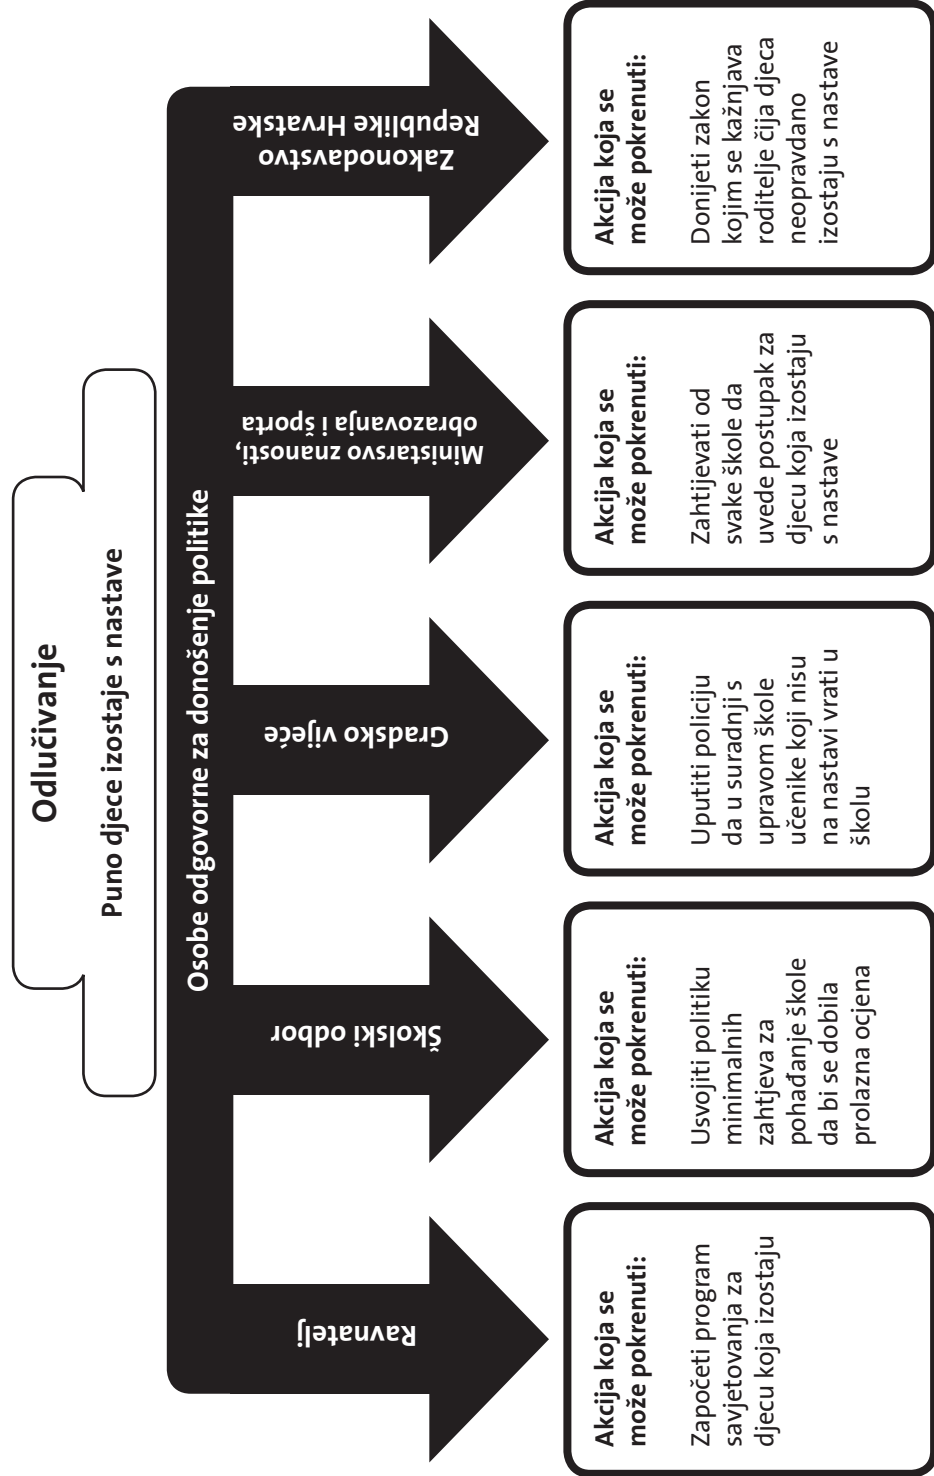 Odlučivanje
Puno djece izostaje s nastave
Osobe odgovorne za donošenje politike
Ravnatelj
Akcija koja se
može pokrenuti:
Započeti program
savjetovanja za
djecu koja izostaju
Školski odbor
Akcija koja se
može pokrenuti:
Usvojiti politiku
minimalnih
zahtjeva za
pohađanje škole
da bi se dobila
prolazna ocjena
Gradsko vijeće
Akcija koja se
može pokrenuti:
Uputiti policiju
da u suradnji s
upravom škole
učenike koji nisu
na nastavi vrati u
školu
Ministarsvo znanosti,
obrazovanja i športa
Akcija koja se
može pokrenuti:
Zahtijevati od
svake škole da
uvede postupak za
djecu koja izostaju
s nastave
Zakonodavstvo
Republike Hrvatske
Akcija koja se
može pokrenuti:
Donijeti zakon
kojim se kažnjava
roditelje čija djeca
neopravdano
izostaju s nastave